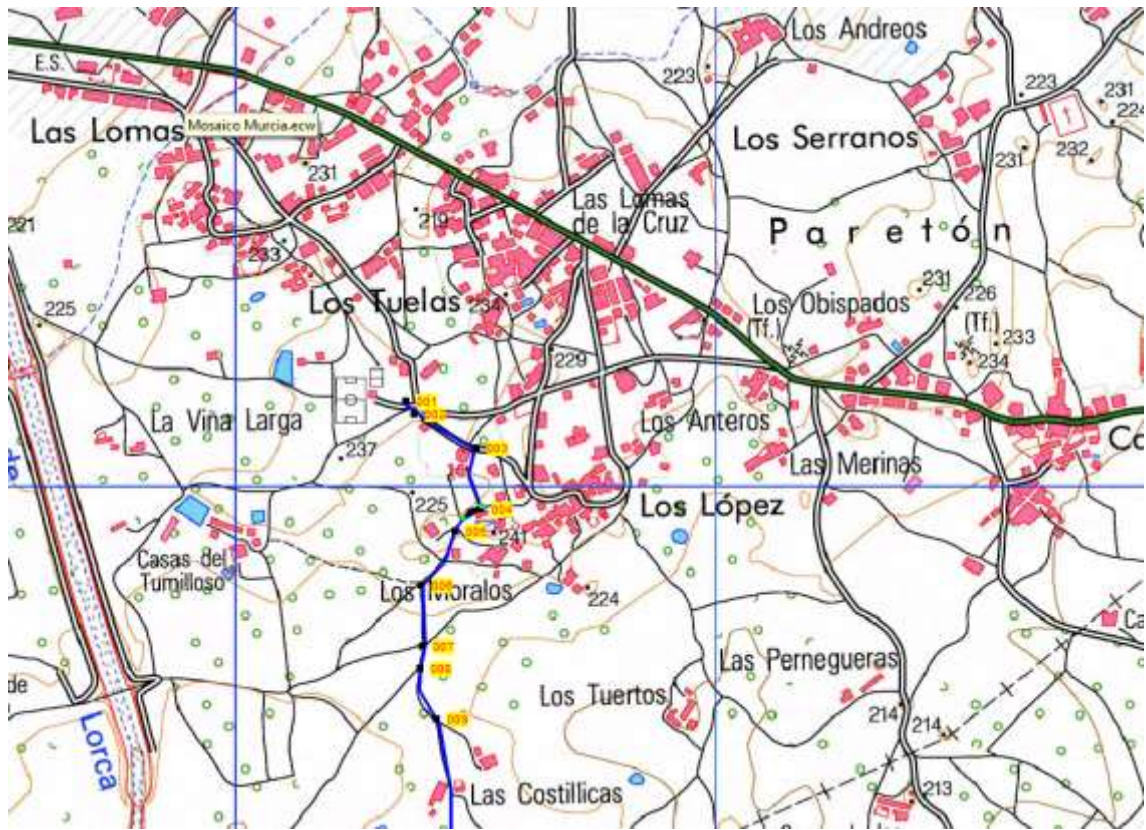 Los Andreos
E.S.
223
223
231
224
Las Lomas
Mosaico Murcia.ecw
Los Serranos
231
231
232
Las Lomas
de la Cruz
219
221
233
Paretón
Los Tuelas
234
Los Obispados
(Tf.)
231
226
(Tf.)
233
234
225
229
001
002
La Viña Larga
Los Anteros
237
003
Las Merinas
225
004
Los López
005
241
Casas del
Tumilloso
006
Los Moralos
224
007
008
Las Pernegueras
Los Tuertos
de
009
214
214
Lorca
Las Costillicas
213